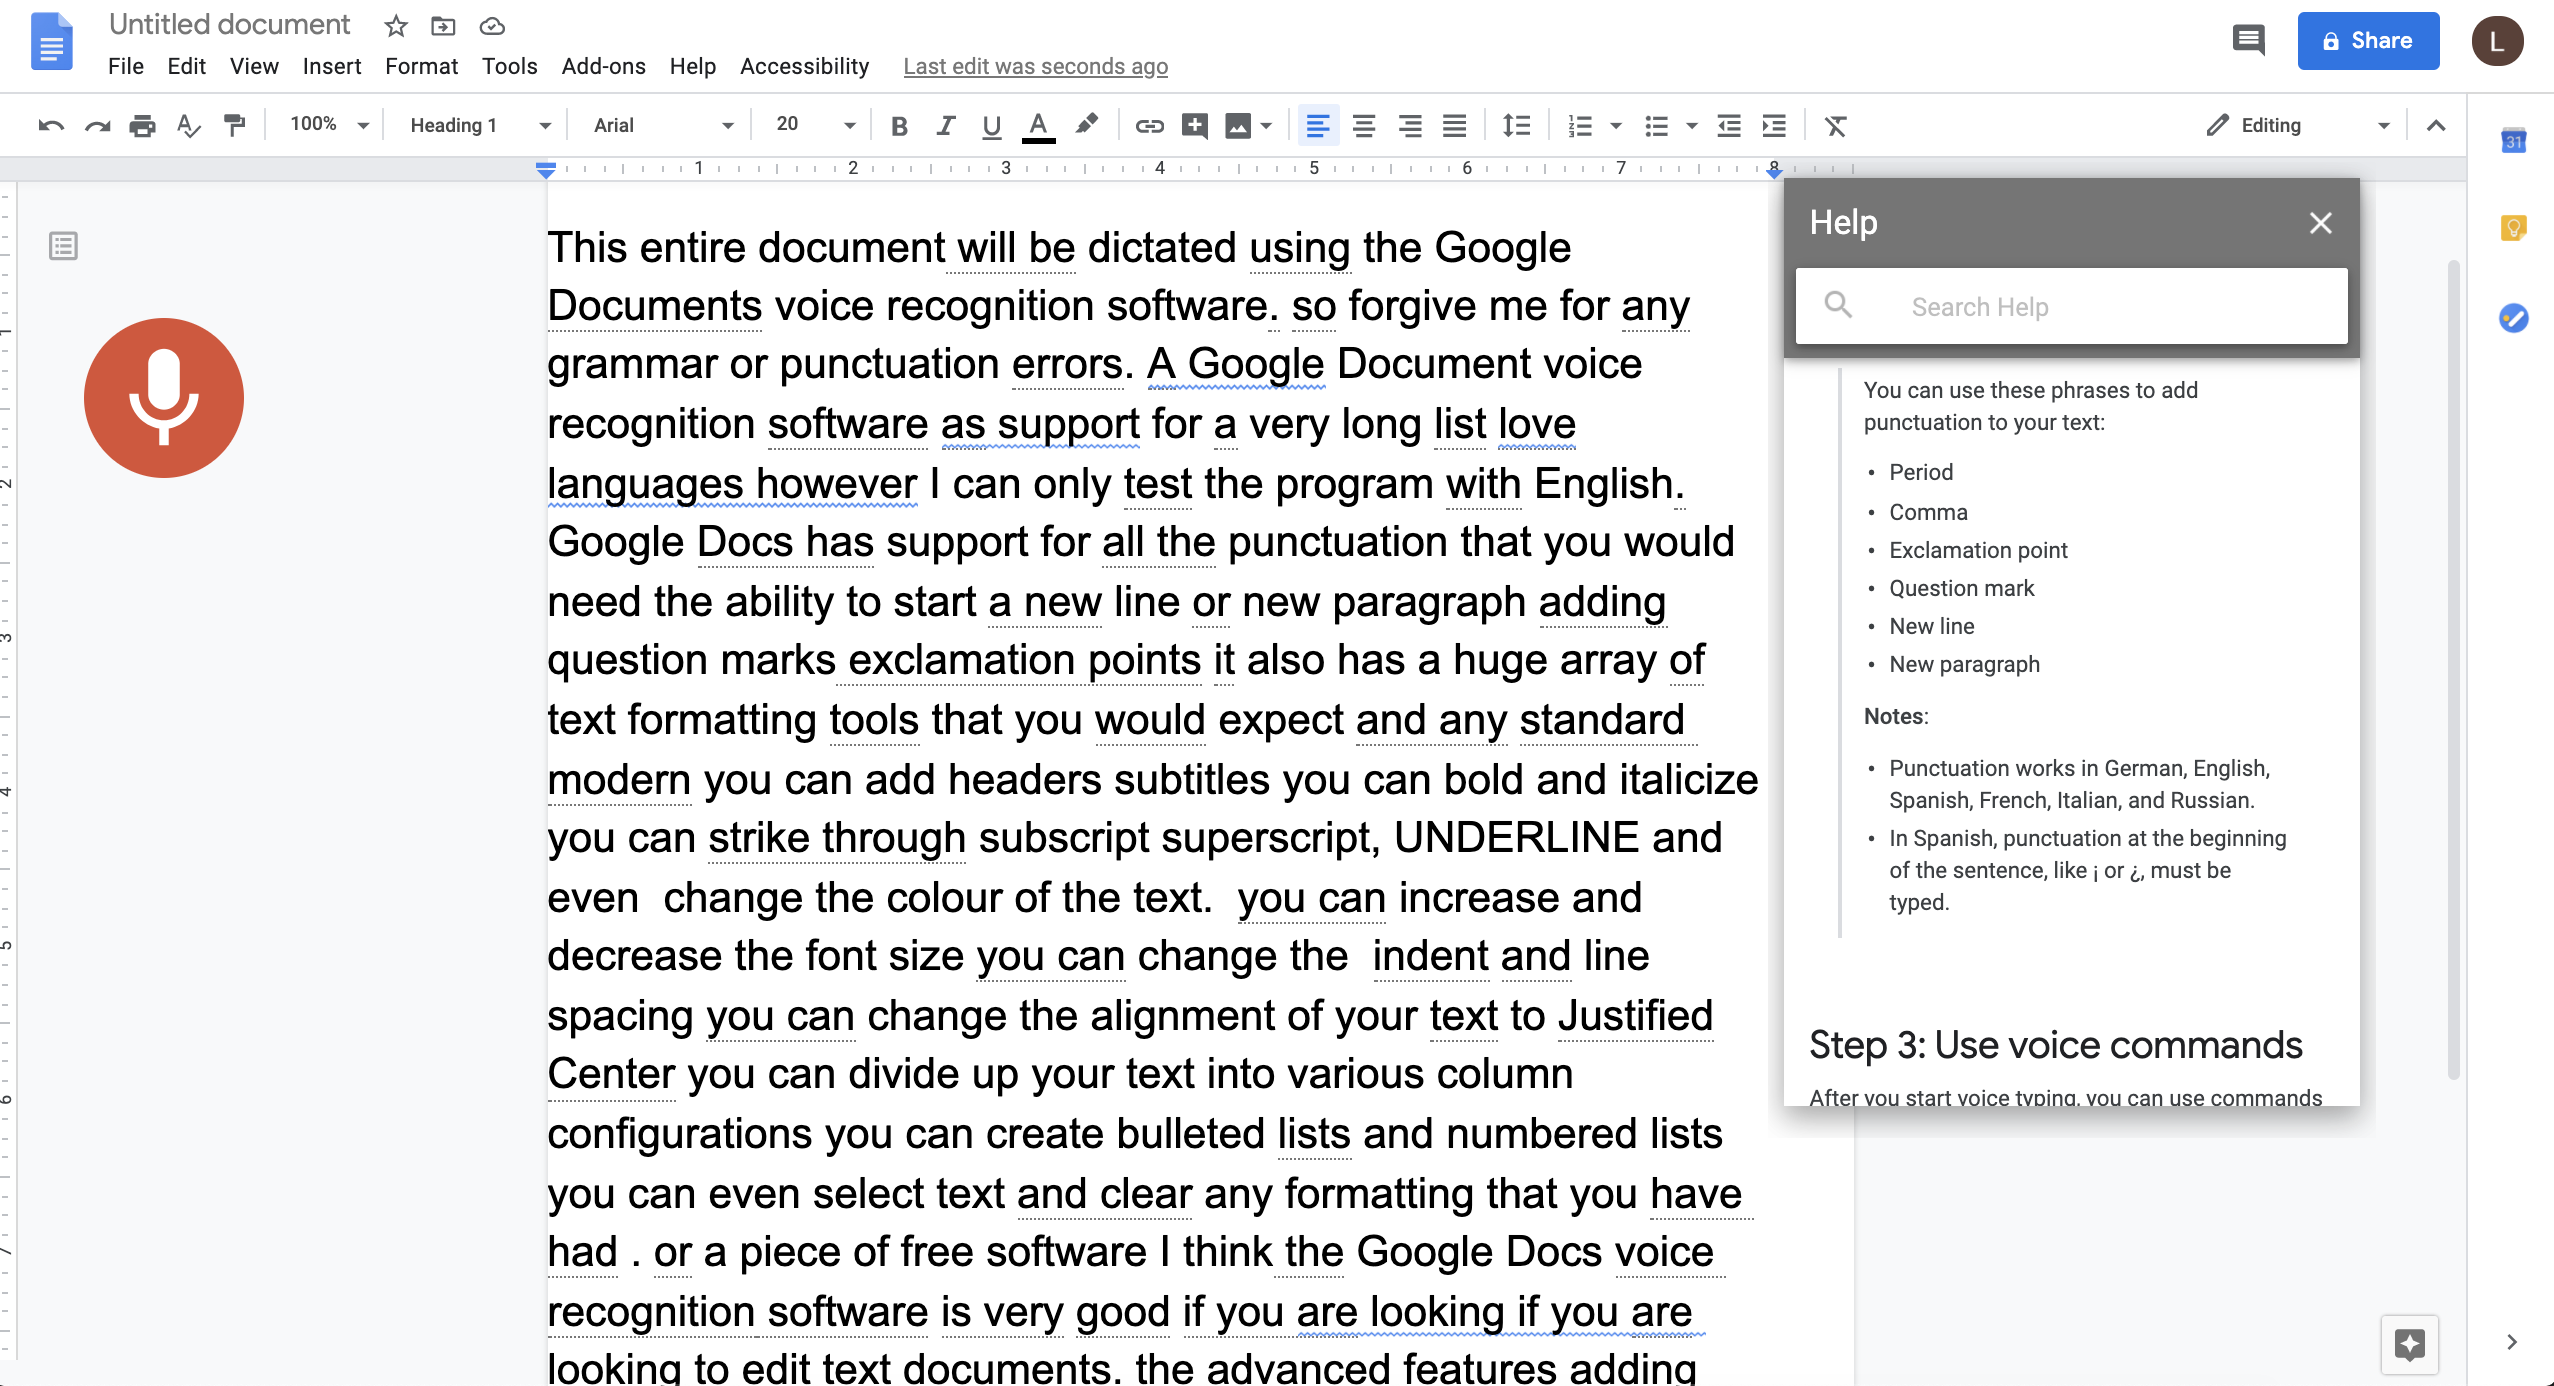 Untitled document
File Edit View Insert Format Tools Add-ons Help Accessibility Last edit was seconds ago
Share
L
100% Heading 1 Arial 20 B I U A Editing
31
1 2 3 4 5 6 7 8
This entire document will be dictated using the Google
Documents voice recognition software. so forgive me for any
grammar or punctuation errors. A Google Document voice
recognition software as support for a very long list love
languages however I can only test the program with English.
Google Docs has support for all the punctuation that you would
need the ability to start a new line or new paragraph adding
question marks exclamation points it also has a huge array of
text formatting tools that you would expect and any standard
modern you can add headers subtitles you can bold and italicize
you can strike through subscript superscript, UNDERLINE and
even  change the colour of the text.  you can increase and
decrease the font size you can change the  indent and line
spacing you can change the alignment of your text to Justified
Center you can divide up your text into various column
configurations you can create bulleted lists and numbered lists
you can even select text and clear any formatting that you have
had . or a piece of free software I think the Google Docs voice
recognition software is very good if you are looking if you are
looking to edit text documents. the advanced features adding
Help
Search Help
You can use these phrases to add
punctuation to your text:
• Period
• Comma
• Exclamation point
• Question mark
• New line
• New paragraph
Notes:
• Punctuation works in German, English,
Spanish, French, Italian, and Russian.
• In Spanish, punctuation at the beginning
of the sentence, like ¡ or ¿, must be
typed.
Step 3: Use voice commands
After you start voice typing, you can use commands
1
2
3
4
5
6
7